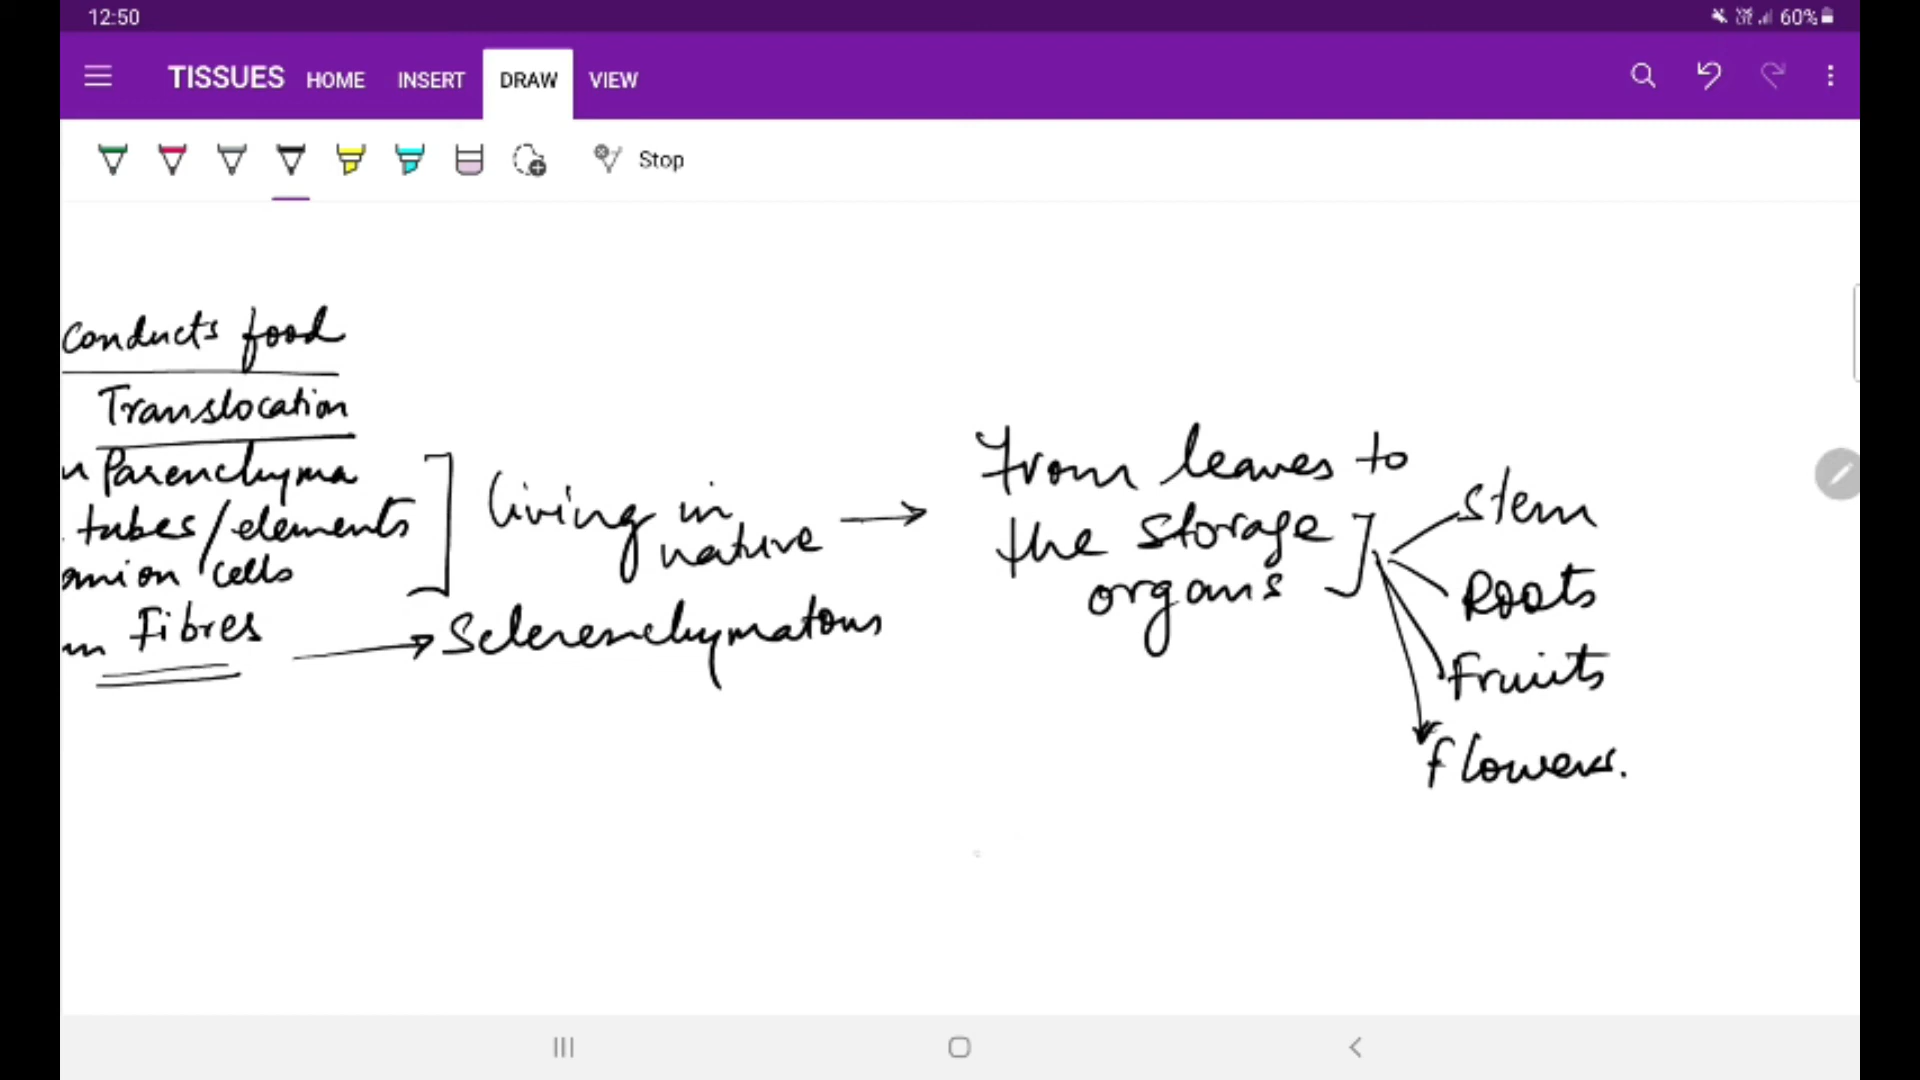 12:50
60%
TISSUES HOME INSERT DRAW VIEW
Stop
Conducts food
Translocation
Parenchyma
tubes/elements
cells
Fibres
living in
native
Sclerenchymatous
From leaves to
the storage
organs
Stem
Roots
Fruits
flowers.